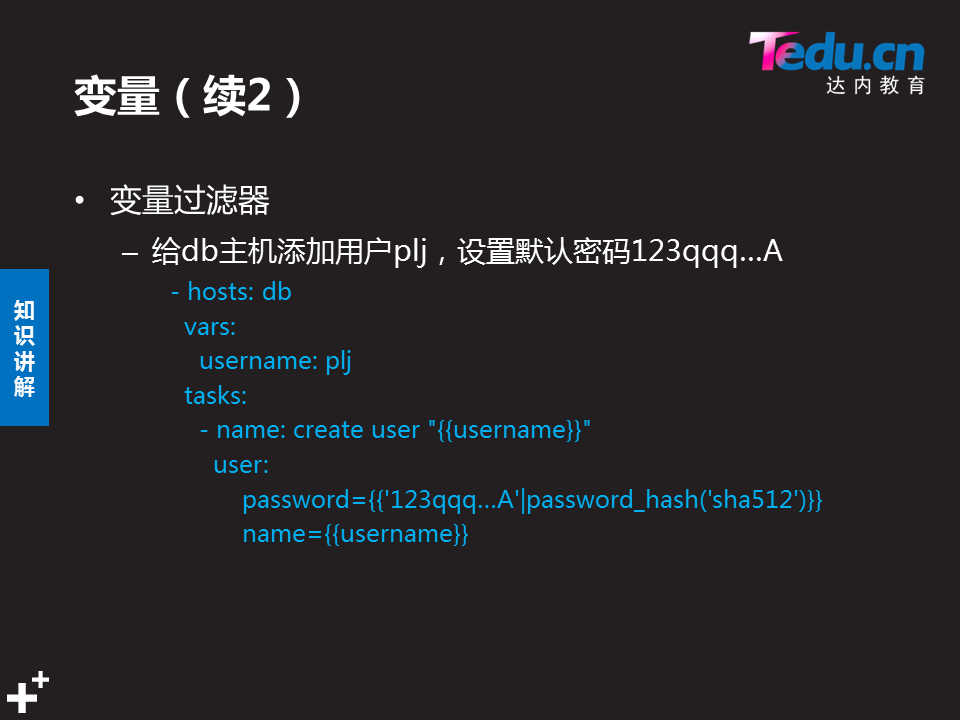 Tedu.cn
达内教育
变量（续2）
• 变量过滤器
– 给db主机添加用户plj，设置默认密码123qqq…A
- hosts: db
vars:
username: plj
tasks:
- name: create user "{{username}}"
user:
password={{'123qqq…A'|password_hash('sha512')}}
name={{username}}
知
识
讲
解